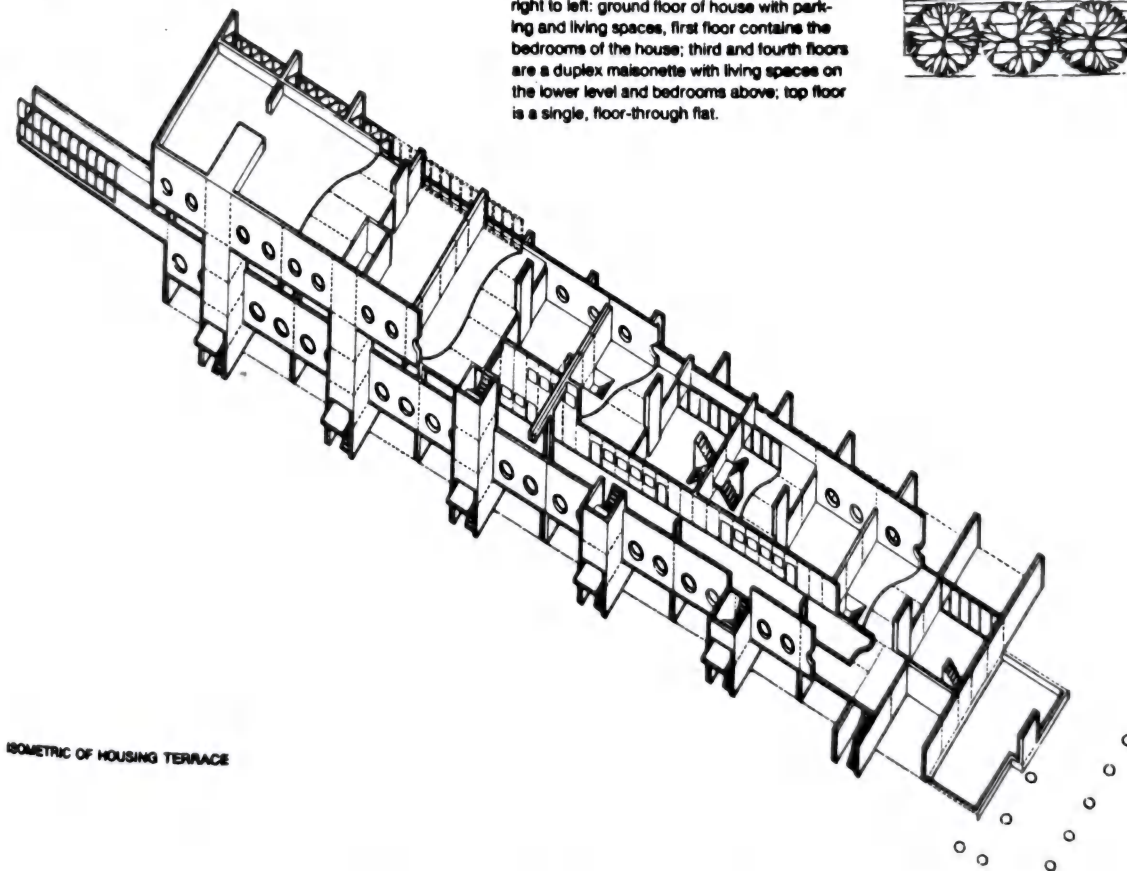 right to left: ground floor of house with park-
ing and living spaces, first floor contains the
bedrooms of the house; third and fourth floors
are a duplex maisonette with living spaces on
the lower level and bedrooms above; top floor
is a single, floor-through flat.
ISOMETRIC OF HOUSING TERRACE